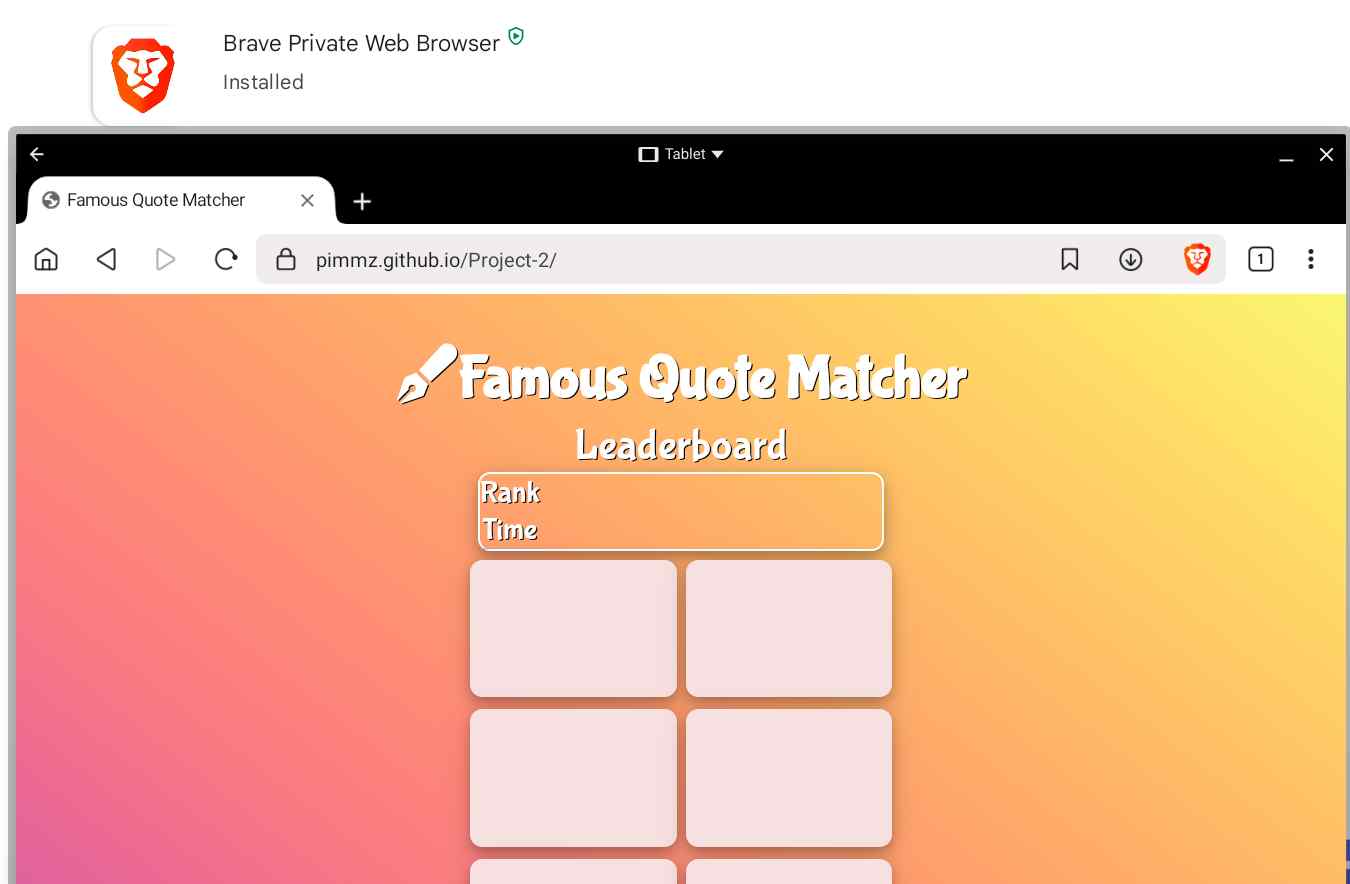 Brave Private Web Browser
Installed
Tablet
Famous Quote Matcher
pimmz.github.io/Project-2/
1
Famous Quote Matcher
Leaderboard
Rank
Time